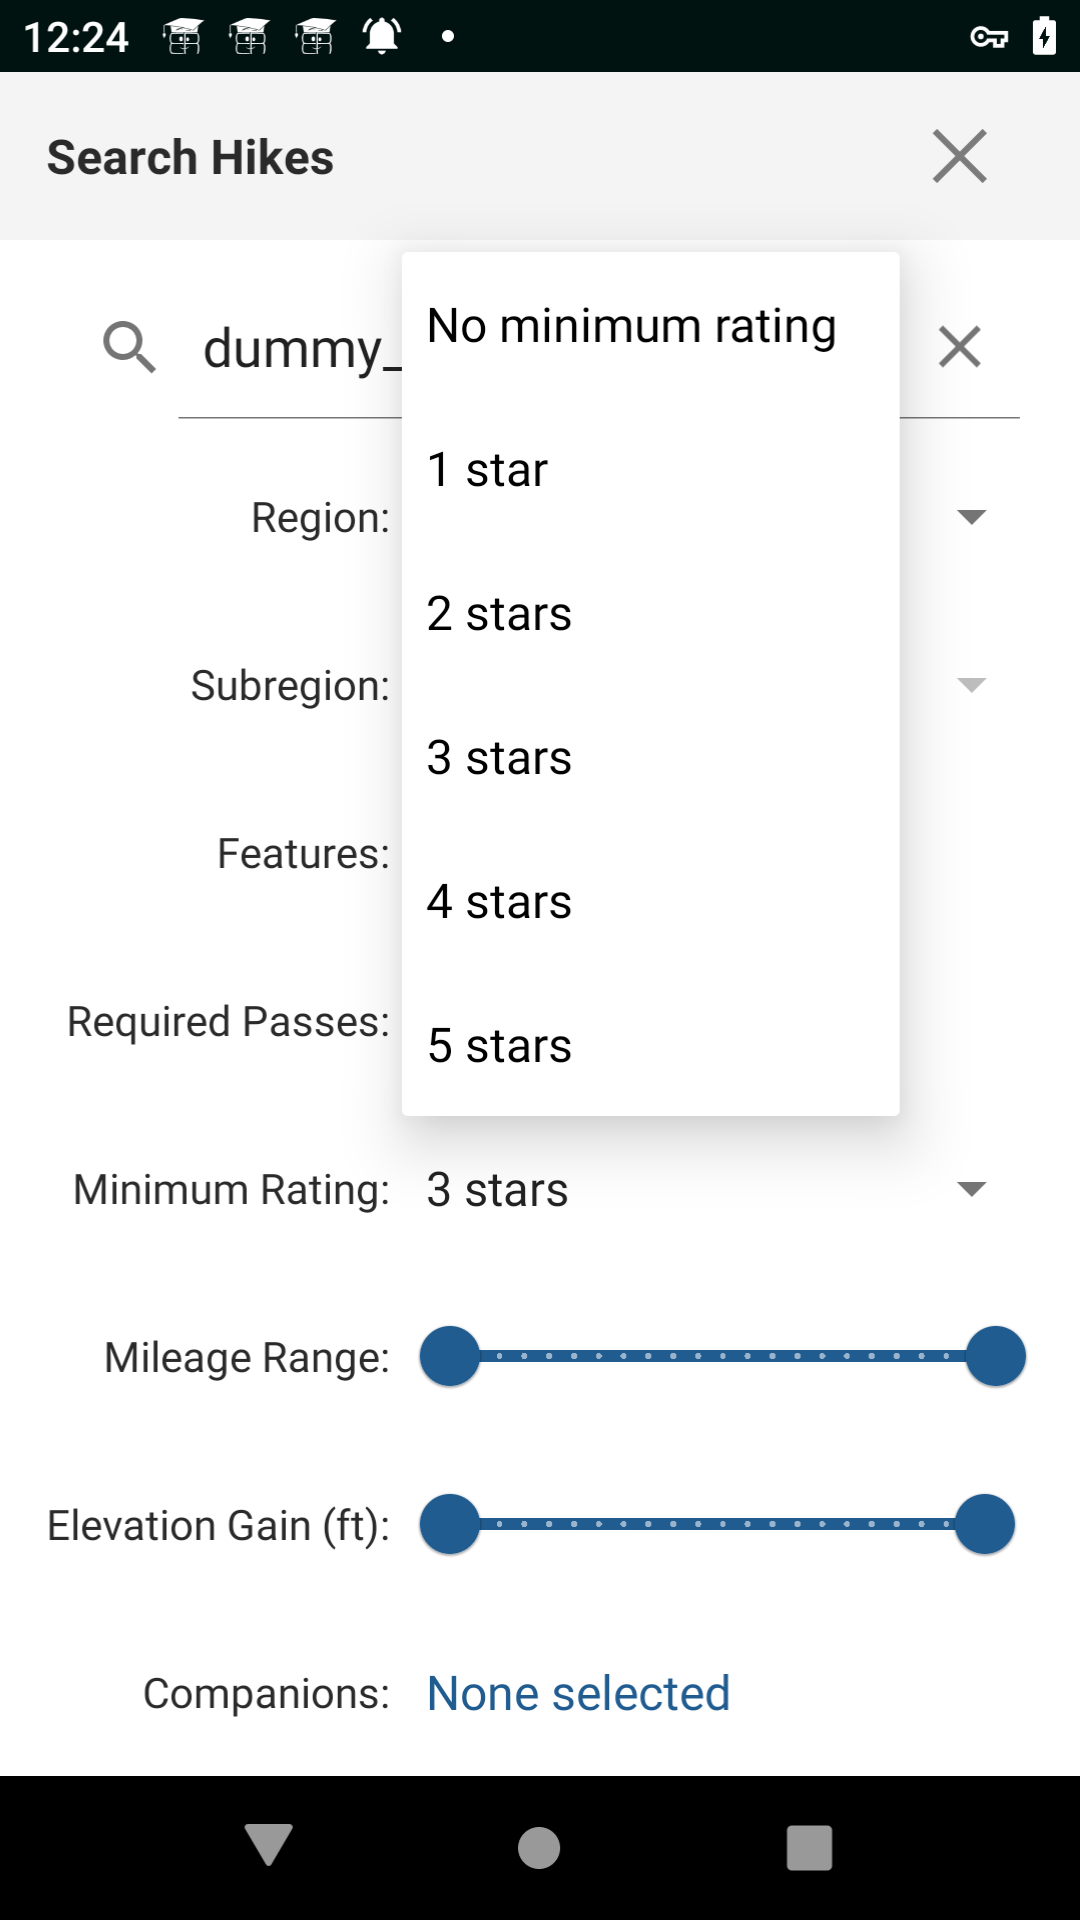 12:24
Search Hikes
dummy_
No minimum rating
1 star
Region:
2 stars
Subregion:
3 stars
Features:
4 stars
Required Passes:
5 stars
Minimum Rating: 3 stars
Mileage Range:
Elevation Gain (ft):
Companions: None selected